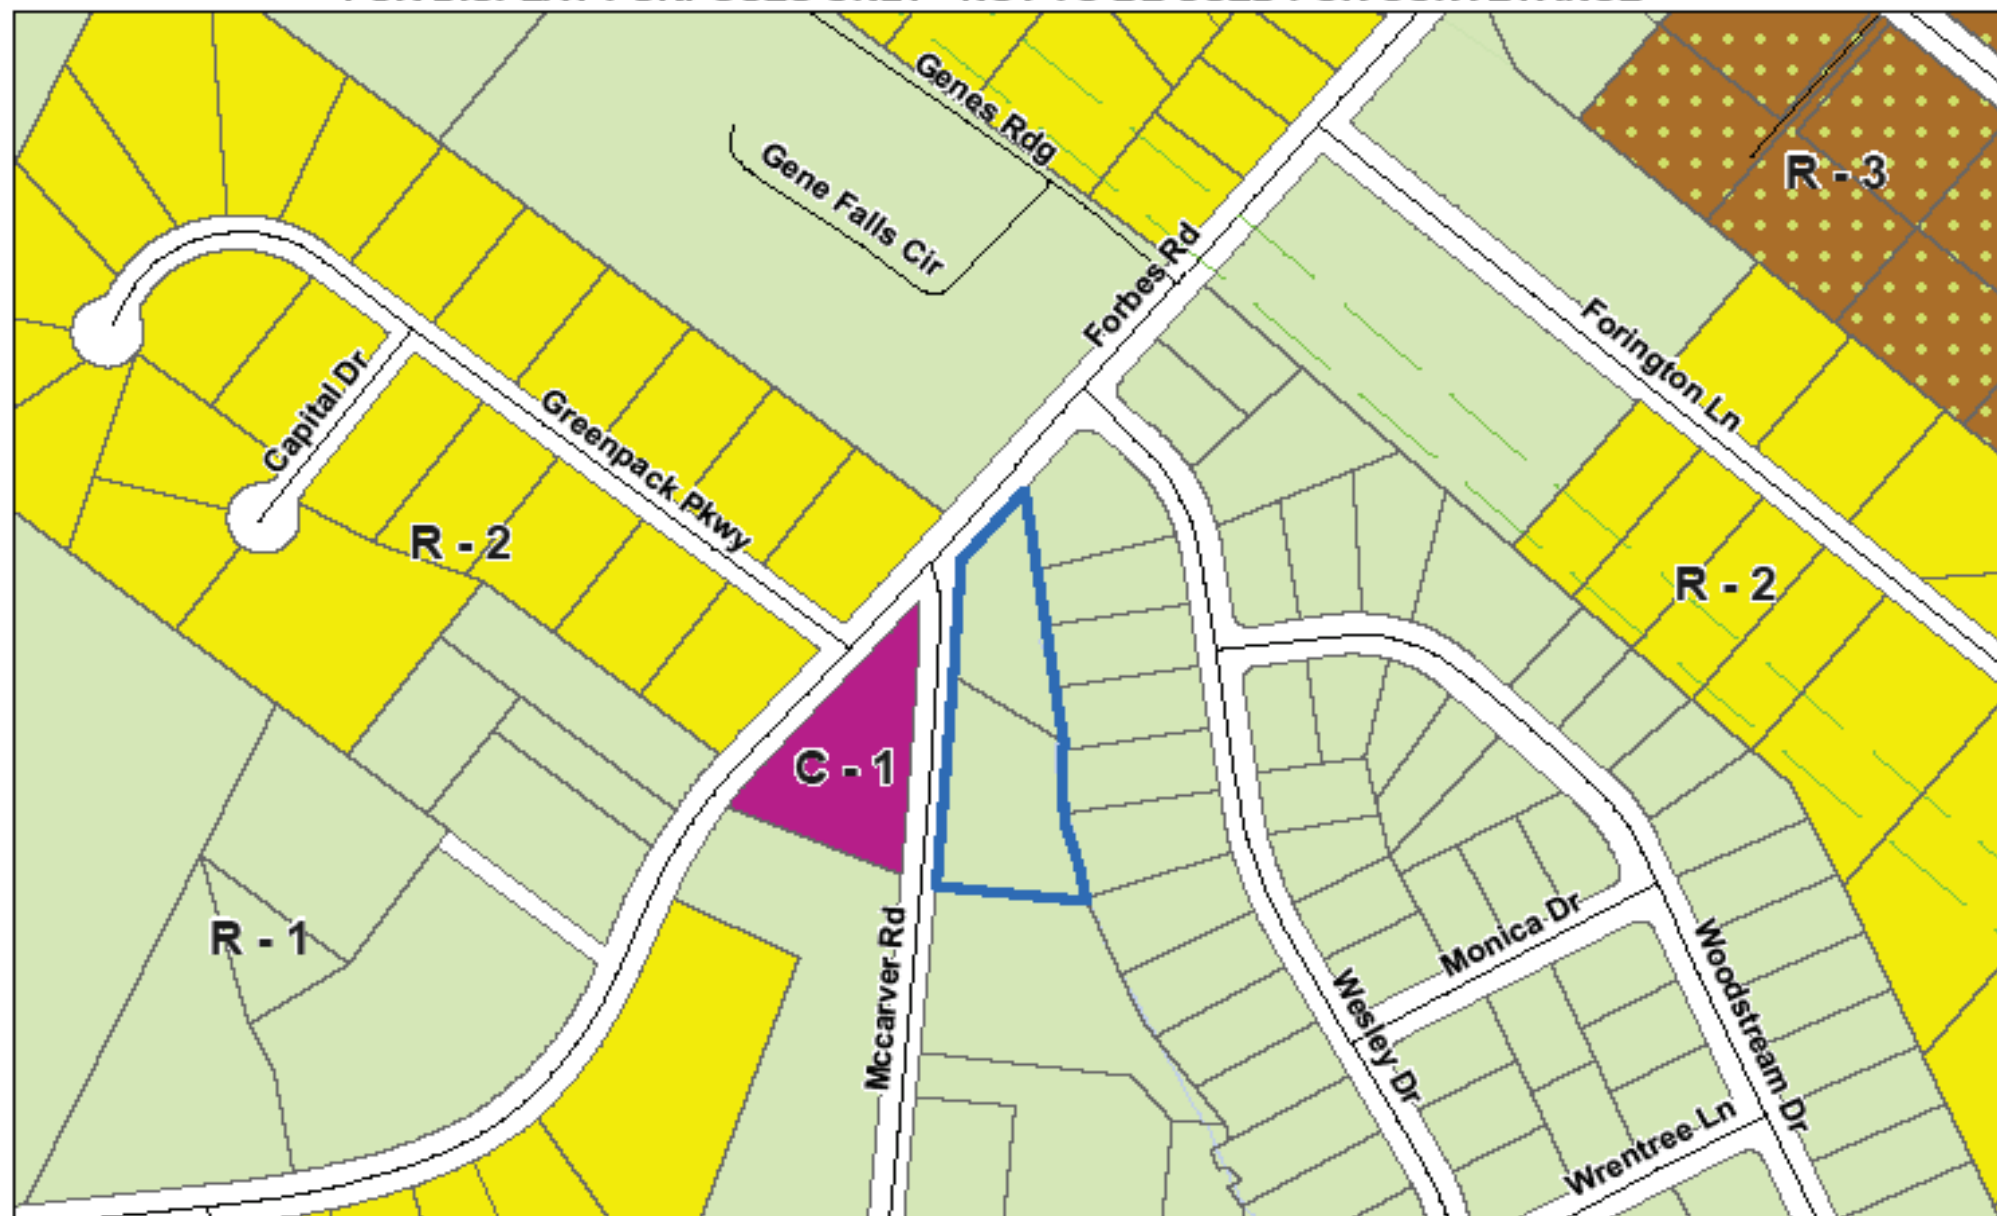 Genes Rdg
Gene Falls Cir
Forbes Rd
R - 3
Forington Ln
Capital Dr
Greenpack Pkwy
R - 2
R - 2
C - 1
R - 1
Mccarver Rd
Monica Dr
Wesley Dr
Woodstream Dr
Wrentree Ln